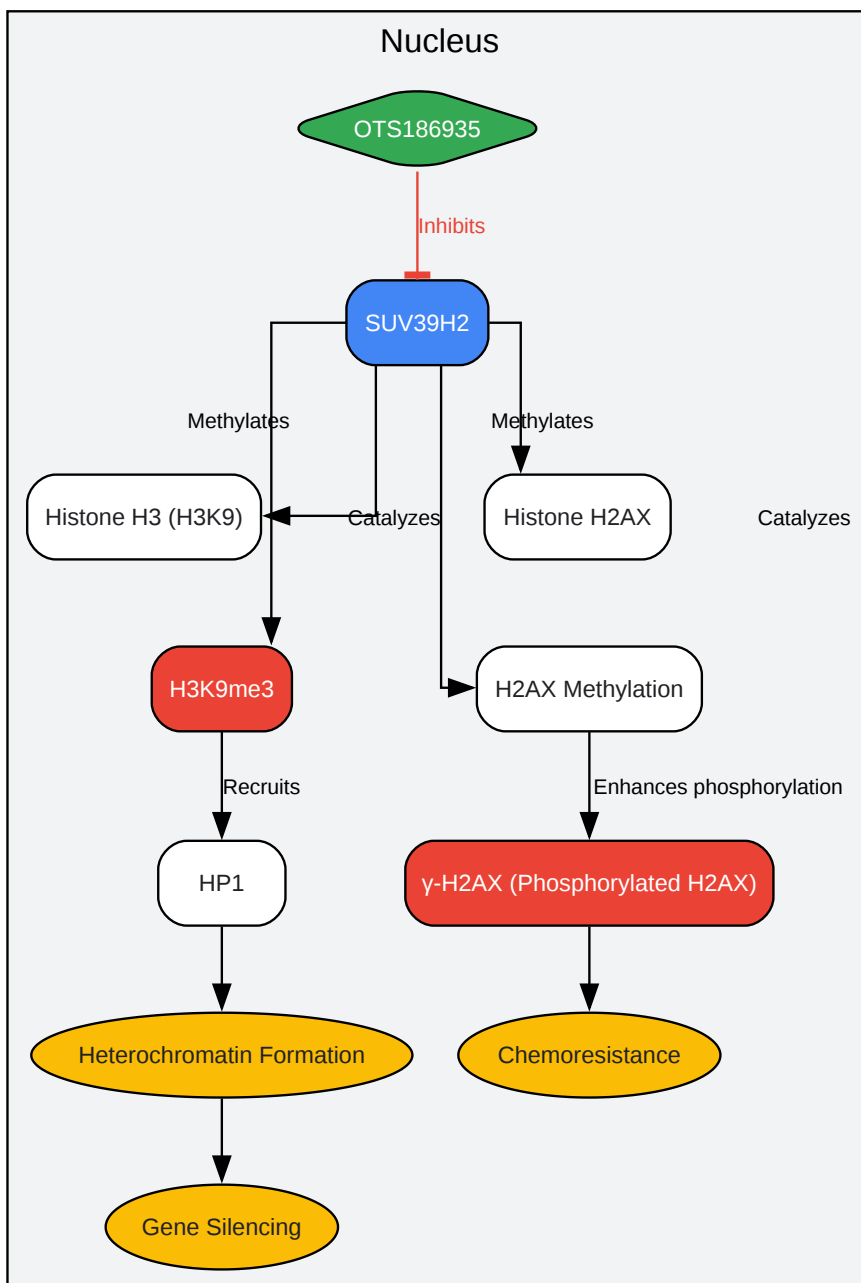 Nucleus
OTS186935
Inhibits
SUV39H2
Methylates
Methylates
Histone H3 (H3K9)
Catalyzes
Histone H2AX
Catalyzes
H3K9me3
H2AX Methylation
Recruits
Enhances phosphorylation
HP1
γ-H2AX (Phosphorylated H2AX)
Heterochromatin Formation
Chemoresistance
Gene Silencing